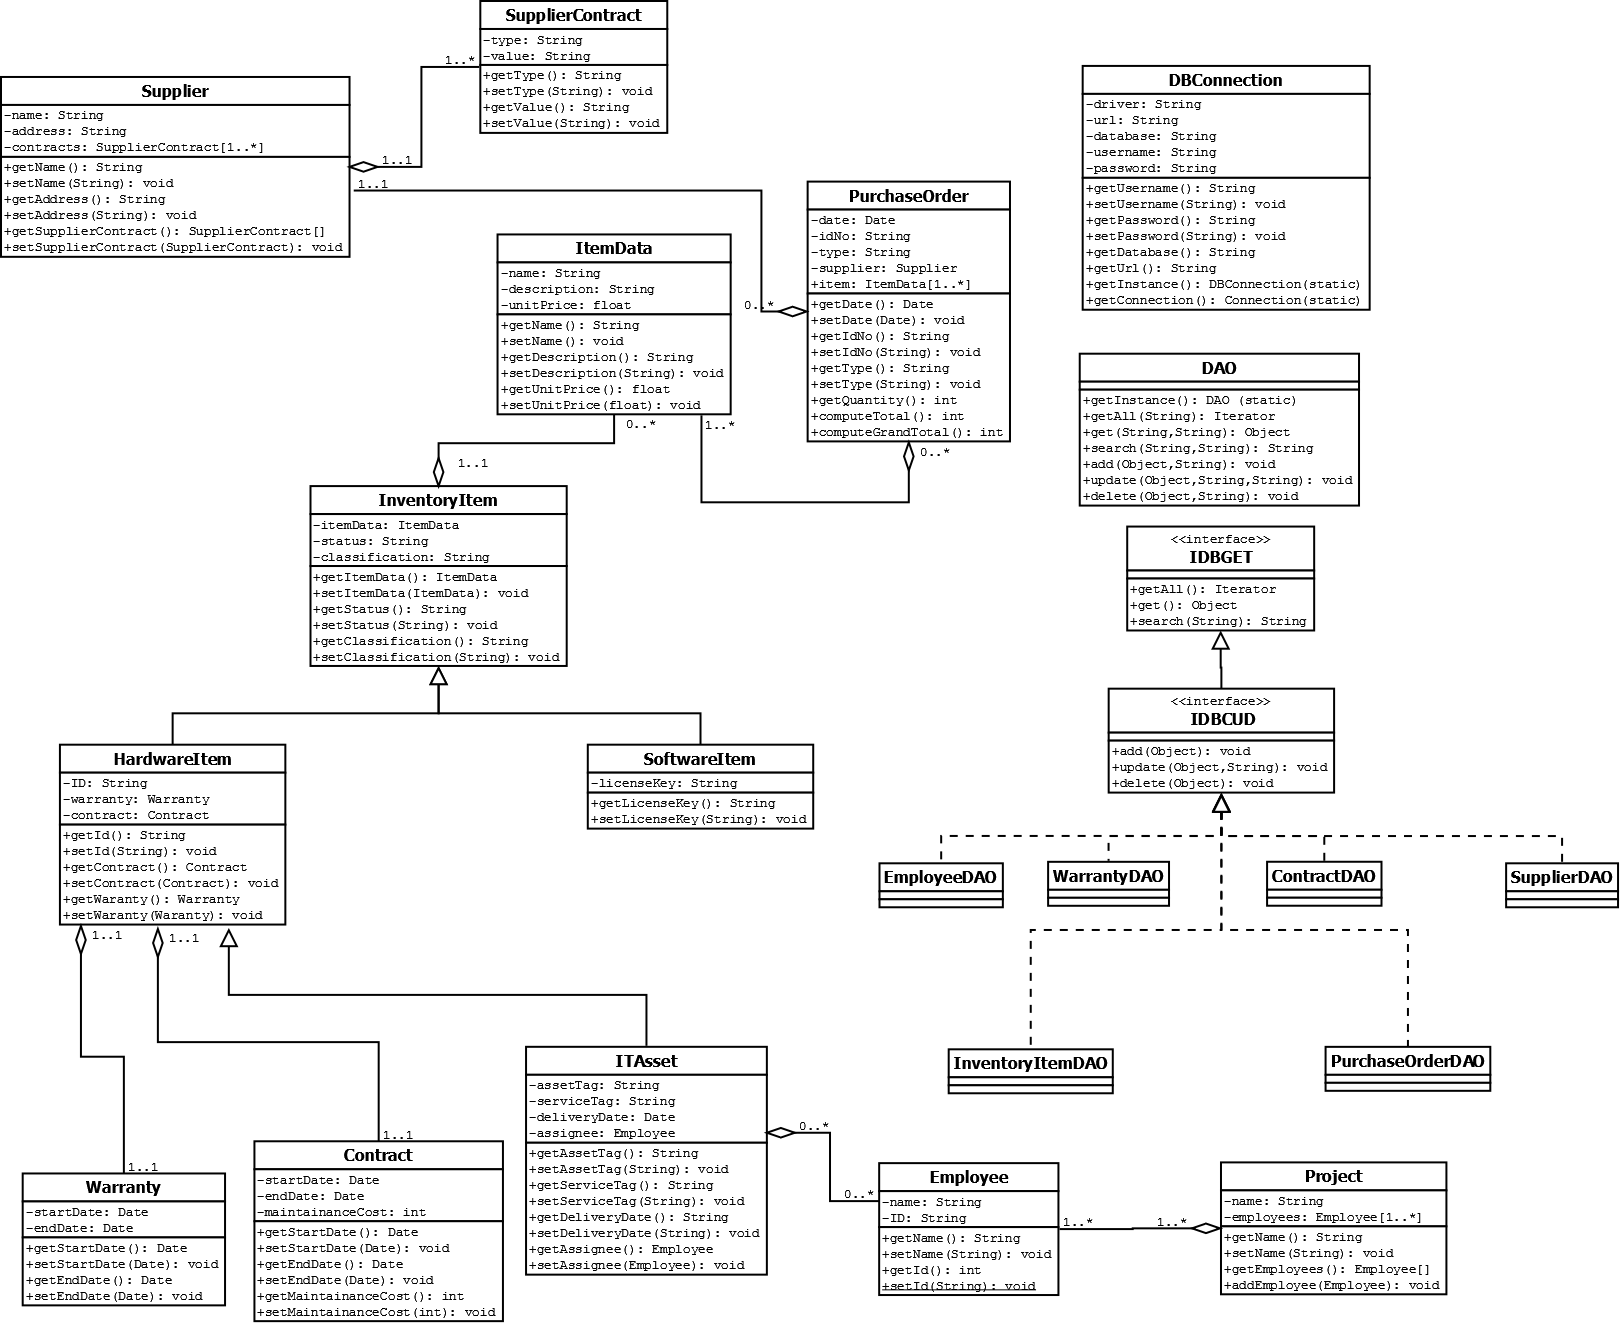 SupplierContract
-type: String
-value: String
+getType(): String
+setType(String): void
+getValue(): String
+setValue(String): void
1..*
Supplier
-name: String
-address: String
-contracts: SupplierContract[1..*]
+getName(): String
+setName(String): void
+getAddress(): String
+setAddress(String): void
+getSupplierContract(): SupplierContract[]
+setSupplierContract(SupplierContract): void
1..1
1..1
DBConnection
-driver: String
-url: String
-database: String
-username: String
-password: String
+getUsername(): String
+setUsername(String): void
+getPassword(): String
+setPassword(String): void
+getDatabase(): String
+getUrl(): String
+getInstance(): DBConnection(static)
+getConnection(): Connection(static)
PurchaseOrder
-date: Date
-idNo: String
-type: String
-supplier: Supplier
+item: ItemData[1..*]
+getDate(): Date
+setDate(Date): void
+getIdNo(): String
+setIdNo(String): void
+getType(): String
+setType(String): void
+getQuantity(): int
+computeTotal(): int
+computeGrandTotal(): int
0..*
0..*
ItemData
-name: String
-description: String
-unitPrice: float
+getName(): String
+setName(): void
+getDescription(): String
+setDescription(String): void
+getUnitPrice(): float
+setUnitPrice(float): void
0..*
1..*
1..1
DAO
+getInstance(): DAO (static)
+getAll(String): Iterator
+get(String,String): Object
+search(String,String): String
+add(Object,String): void
+update(Object,String,String): void
+delete(Object,String): void
InventoryItem
-itemData: ItemData
-status: String
-classification: String
+getItemData(): ItemData
+setItemData(ItemData): void
+getStatus(): String
+setStatus(String): void
+getClassification(): String
+setClassification(String): void
<<interface>>
IDBGET
+getAll(): Iterator
+get(): Object
+search(String): String
<<interface>>
IDBCUD
+add(Object): void
+update(Object,String): void
+delete(Object): void
HardwareItem
-ID: String
-warranty: Warranty
-contract: Contract
+getId(): String
+setId(String): void
+getContract(): Contract
+setContract(Contract): void
+getWaranty(): Warranty
+setWaranty(Waranty): void
1..1
1..1
SoftwareItem
-licenseKey: String
+getLicenseKey(): String
+setLicenseKey(String): void
EmployeeDAO
WarrantyDAO
ContractDAO
SupplierDAO
InventoryItemDAO
PurchaseOrderDAO
ITAsset
-assetTag: String
-serviceTag: String
-deliveryDate: Date
-assignee: Employee
+getAssetTag(): String
+setAssetTag(String): void
+getServiceTag(): String
+setServiceTag(String): void
+getDeliveryDate(): String
+setDeliveryDate(String): void
+getAssignee(): Employee
+setAssignee(Employee): void
0..*
0..*
1..1
Contract
-startDate: Date
-endDate: Date
-maintainanceCost: int
+getStartDate(): Date
+setStartDate(Date): void
+getEndDate(): Date
+setEndDate(Date): void
+getMaintainanceCost(): int
+setMaintainanceCost(int): void
1..1
Warranty
-startDate: Date
-endDate: Date
+getStartDate(): Date
+setStartDate(Date): void
+getEndDate(): Date
+setEndDate(Date): void
Employee
-name: String
-ID: String
+getName(): String
+setName(String): void
+getId(): int
+setId(String): void
1..*
1..*
Project
-name: String
-employees: Employee[1..*]
+getName(): String
+setName(String): void
+getEmployees(): Employee[]
+addEmployee(Employee): void